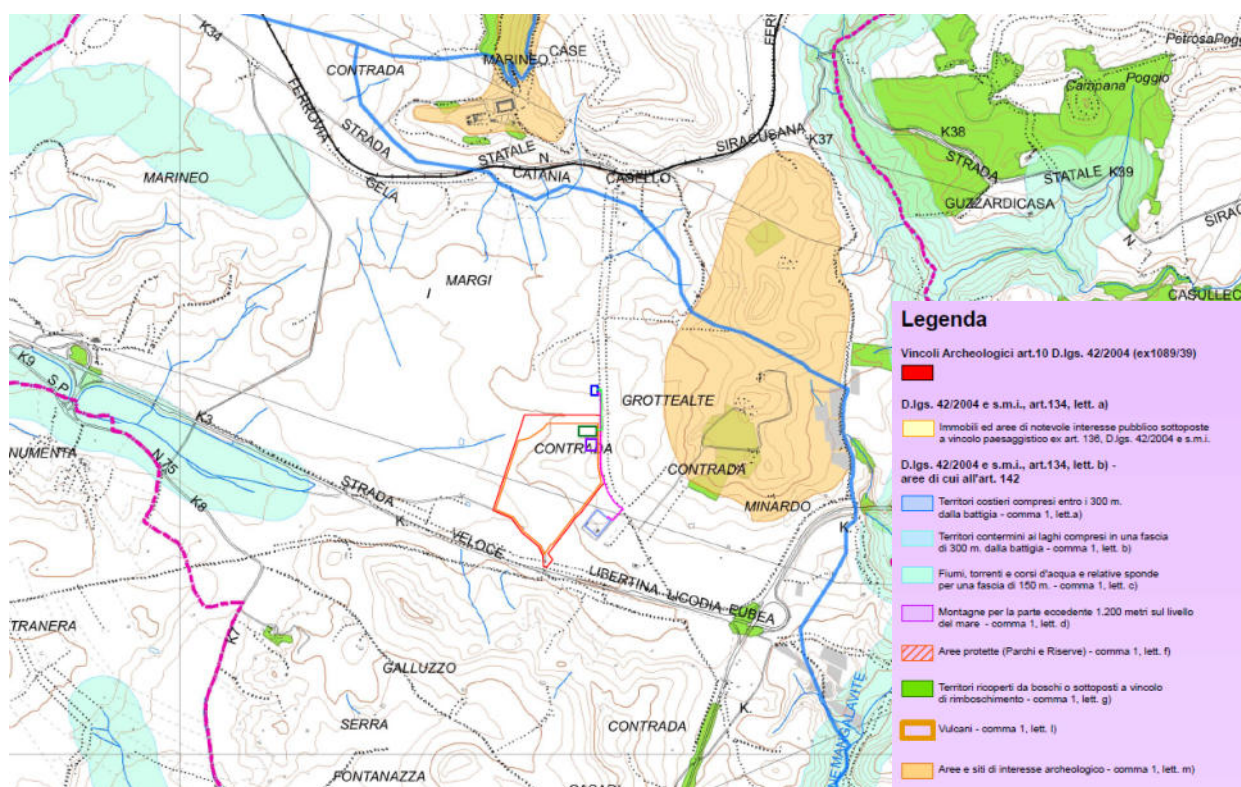 K34
CONTRADA
MARINEO
CASE
Petrosa
Poggio
Campana
FERROVIA
STRADA
STATALE
N
SIRACUSANA
K37
K38
STRADA
CATANIA
CASELLO
STATALE
K39
MARINEO
GELA
GUZZARDICASA
N.
CASULLEC
MARGI
I
K9
S P
K3
GROTTEALTE
CONTRADA
CONTRADA
NUMENTA
N 75
STRADA
K.
MINARDO
K.
K8
VELOCE
LIBERTINA
LICODIA
EUBEA
TRANERA
K7
GALLUZZO
SERRA
CONTRADA
K.
FONTANAZZA
Legenda
Vincoli Archeologici art.10 D.lgs. 42/2004 (ex1089/39)
D.lgs. 42/2004 e s.m.i., art.134, lett. a)
Immobili ed aree di notevole interesse pubblico sottoposte
a vincolo paesaggistico ex art. 136, D.lgs. 42/2004 e s.m.i.
D.lgs. 42/2004 e s.m.i., art.134, lett. b) -
aree di cui all'art. 142
Territori costieri compresi entro i 300 m.
dalla battigia - comma 1, lett.a)
Territori contermini ai laghi compresi in una fascia
di 300 m. dalla battigia - comma 1, lett. b)
Fiumi, torrenti e corsi d'acqua e relative sponde
per una fascia di 150 m. - comma 1, lett. c)
Montagne per la parte eccedente 1.200 metri sul livello
del mare - comma 1, lett. d)
Aree protette (Parchi e Riserve) - comma 1, lett. f)
Territori ricoperti da boschi o sottoposti a vincolo
di rimboschimento - comma 1, lett. g)
Vulcani - comma 1, lett. l)
Aree e siti di interesse archeologico - comma 1, lett. m)